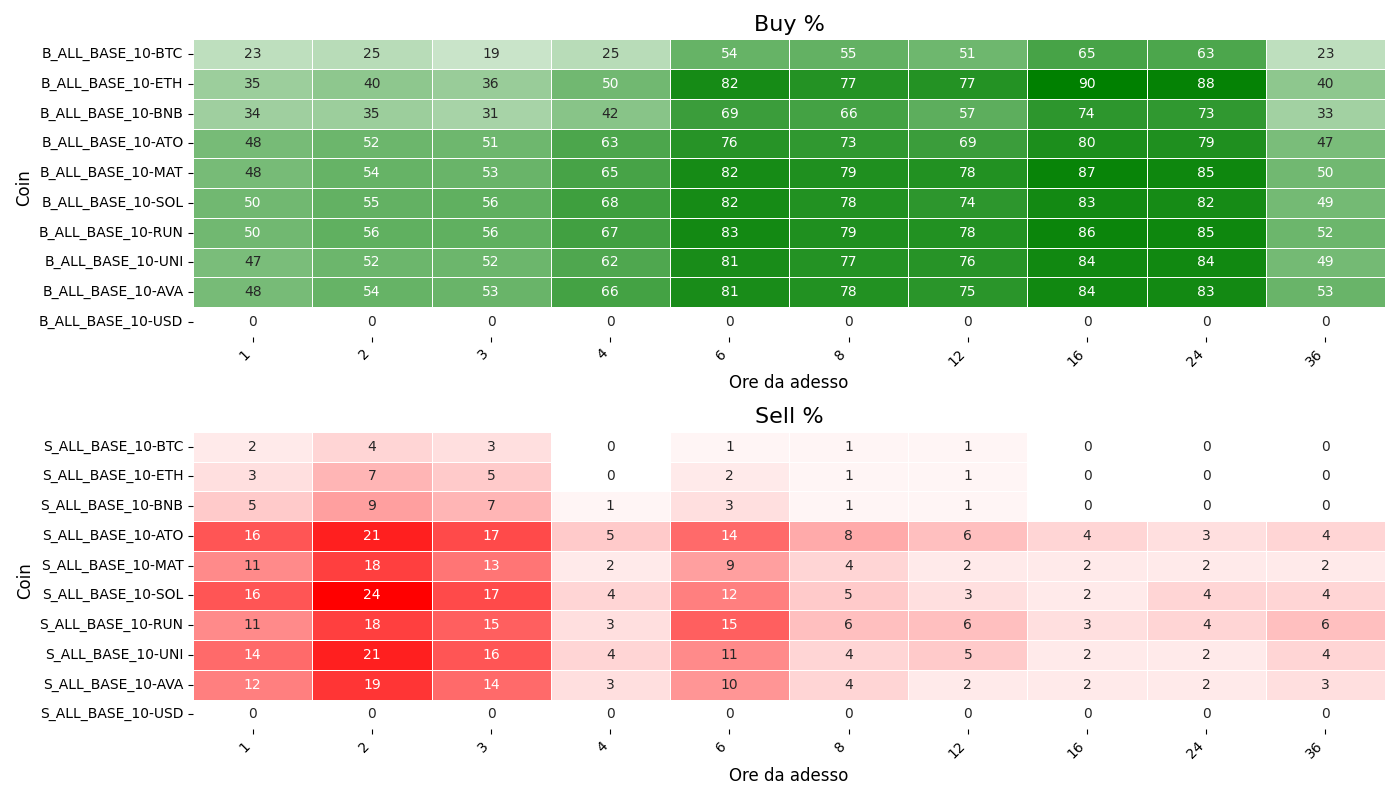 Buy %
Coin
B_ALL_BASE_10-BTC 23 25 19 25 54 55 51 65 63 23
B_ALL_BASE_10-ETH 35 40 36 50 82 77 77 90 88 40
B_ALL_BASE_10-BNB 34 35 31 42 69 66 57 74 73 33
B_ALL_BASE_10-ATO 48 52 51 63 76 73 69 80 79 47
B_ALL_BASE_10-MAT 48 54 53 65 82 79 78 87 85 50
B_ALL_BASE_10-SOL 50 55 56 68 82 78 74 83 82 49
B_ALL_BASE_10-RUN 50 56 56 67 83 79 78 86 85 52
B_ALL_BASE_10-UNI 47 52 52 62 81 77 76 84 84 49
B_ALL_BASE_10-AVA 48 54 53 66 81 78 75 84 83 53
B_ALL_BASE_10-USD 0 0 0 0 0 0 0 0 0 0
1 2 3 4 6 8 12 16 24 36
Ore da adesso
Sell %
Coin
S_ALL_BASE_10-BTC 2 4 3 0 1 1 1 0 0 0
S_ALL_BASE_10-ETH 3 7 5 0 2 1 1 0 0 0
S_ALL_BASE_10-BNB 5 9 7 1 3 1 1 0 0 0
S_ALL_BASE_10-ATO 16 21 17 5 14 8 6 4 3 4
S_ALL_BASE_10-MAT 11 18 13 2 9 4 2 2 2 2
S_ALL_BASE_10-SOL 16 24 17 4 12 5 3 2 4 4
S_ALL_BASE_10-RUN 11 18 15 3 15 6 6 3 4 6
S_ALL_BASE_10-UNI 14 21 16 4 11 4 5 2 2 4
S_ALL_BASE_10-AVA 12 19 14 3 10 4 2 2 2 3
S_ALL_BASE_10-USD 0 0 0 0 0 0 0 0 0 0
1 2 3 4 6 8 12 16 24 36
Ore da adesso